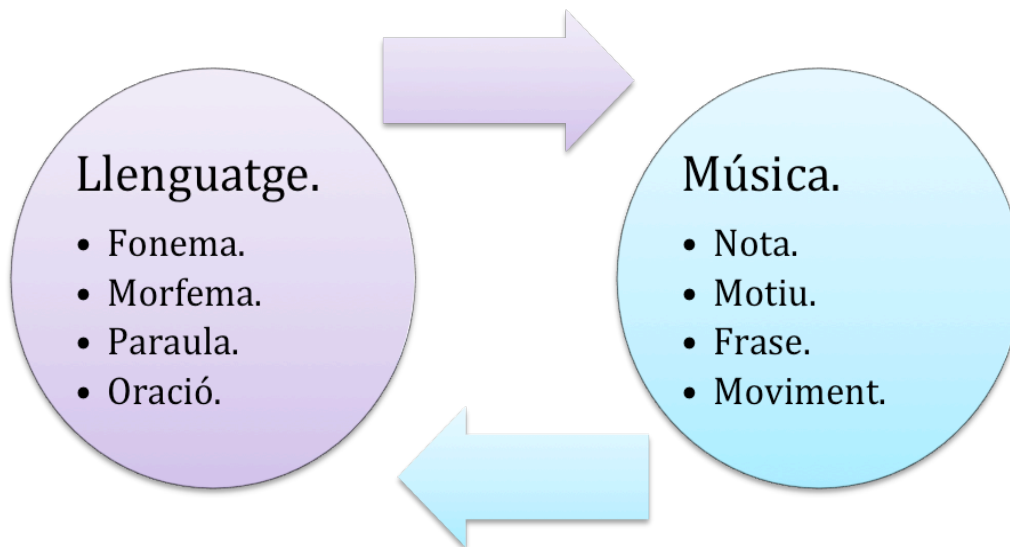 Llenguatge.
• Fonema.
• Morfema.
• Paraula.
• Oració.
Música.
• Nota.
• Motiu.
• Frase.
• Moviment.